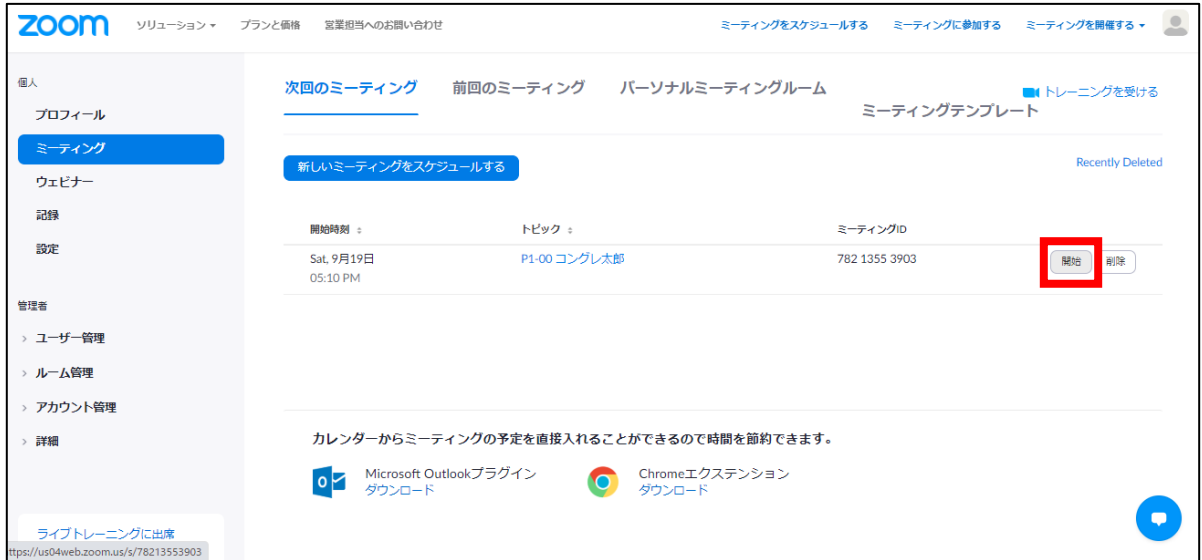 zoom ソリューション プランと価格 営業担当へのお問い合わせ ミーティングをスケジュールする ミーティングに参加する ミーティングを開催する
個人
プロフィール
ミーティング
ウェビナー
記録
設定
管理者
ユーザー管理
ルーム管理
アカウント管理
詳細
ライブトレーニングに出席
ttps://us04web.zoom.us/s/78213553903
次回のミーティング 前回のミーティング パーソナルミーティングルーム
ミーティングテンプレート
トレーニングを受ける
新しいミーティングをスケジュールする
Recently Deleted
開始時刻 トピック ミーティングID
Sat, 9月19日 P1-00 コングレ太郎 782 1355 3903 開始 削除
05:10 PM
カレンダーからミーティングの予定を直接入れることができるので時間を節約できます。
Microsoft Outlookプラグイン
ダウンロード
Chromeエクステンション
ダウンロード